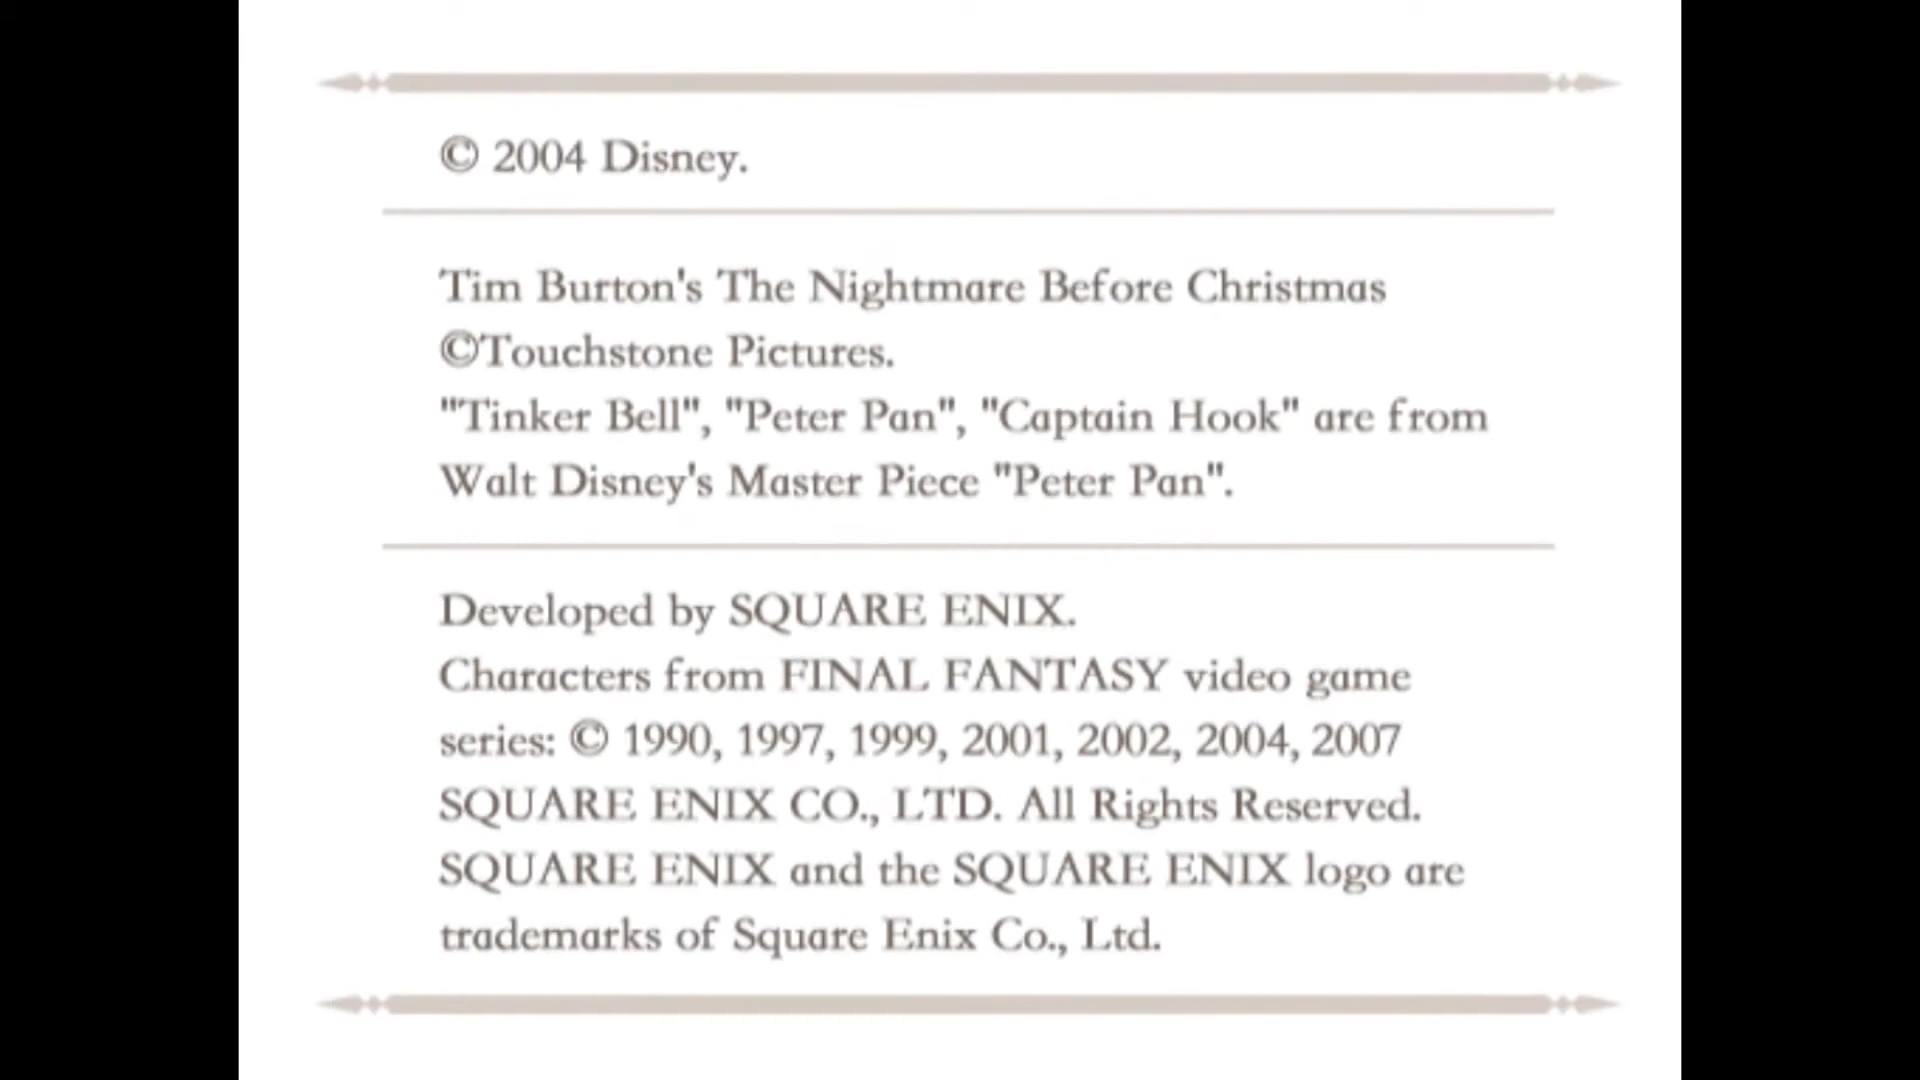 © 2004 Disney.
Tim Burton's The Nightmare Before Christmas
©Touchstone Pictures.
"Tinker Bell", "Peter Pan", "Captain Hook" are from
Walt Disney's Master Piece "Peter Pan".
Developed by SQUARE ENIX.
Characters from FINAL FANTASY video game
series: © 1990, 1997, 1999, 2001, 2002, 2004, 2007
SQUARE ENIX CO., LTD. All Rights Reserved.
SQUARE ENIX and the SQUARE ENIX logo are
trademarks of Square Enix Co., Ltd.